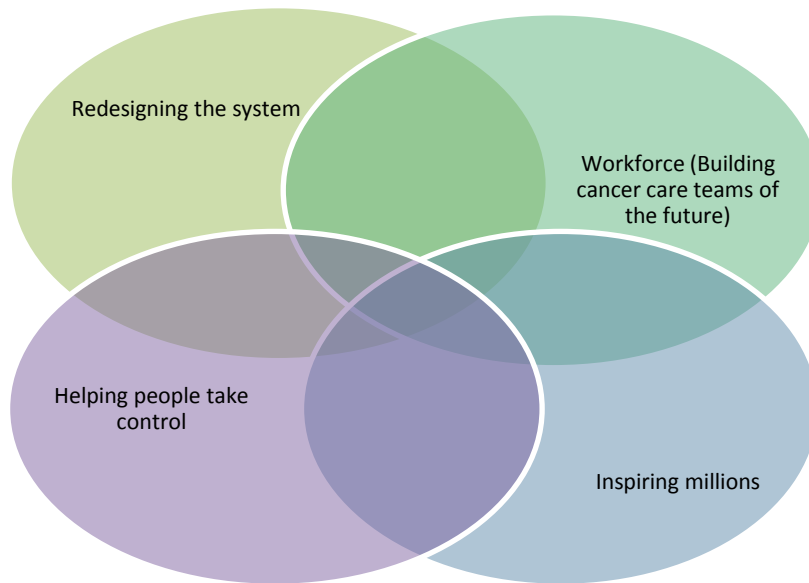 Redesigning the system
Workforce (Building
cancer care teams of
the future)
Helping people take
control
Inspiring millions